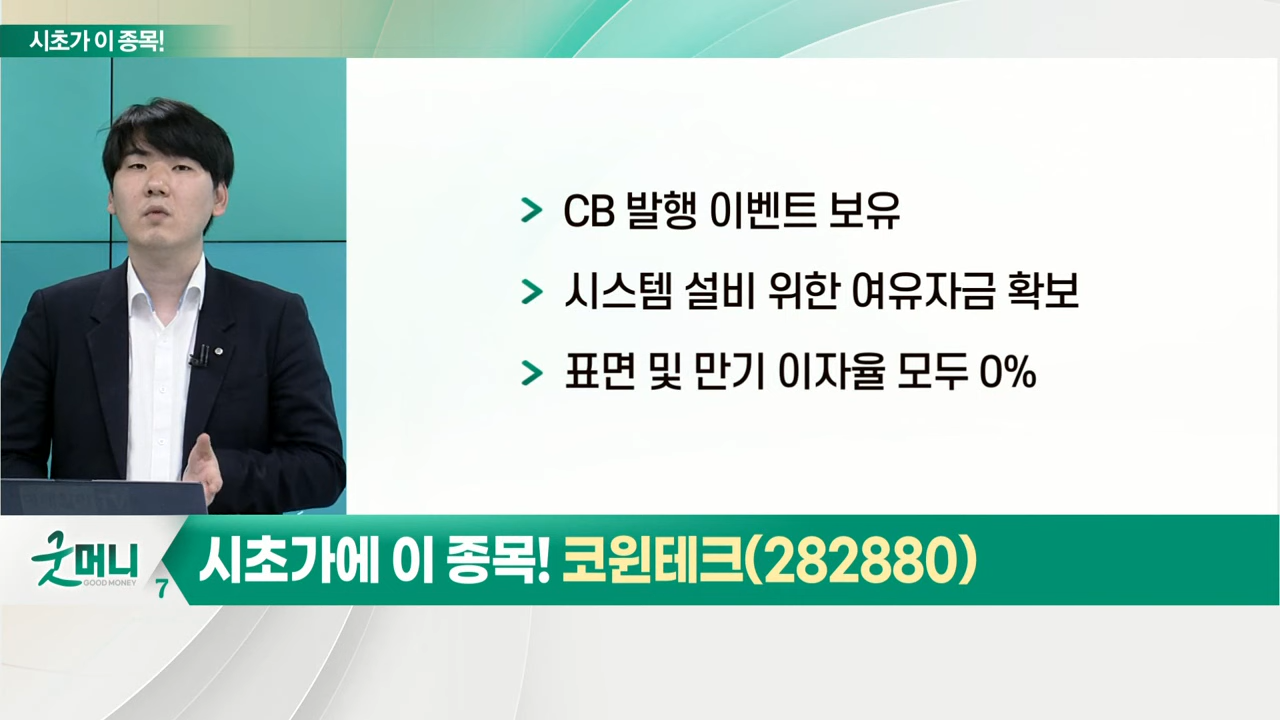 시초가 이 종목!
CB 발행 이벤트 보유
시스템 설비 위한 여유자금 확보
표면 및 만기 이자율 모두 0%
굿머니
GOOD MONEY
7
시초가에 이 종목! 코윈테크(282880)